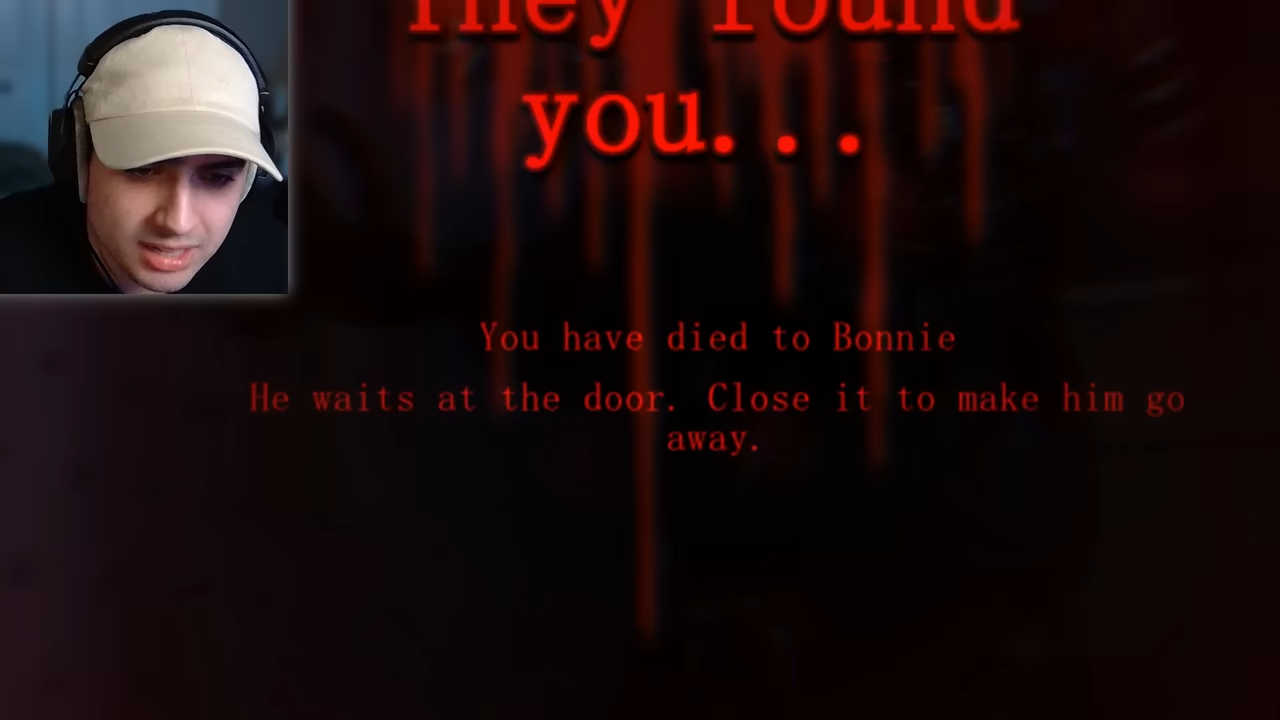 They found
you...
You have died to Bonnie
He waits at the door. Close it to make him go
away.